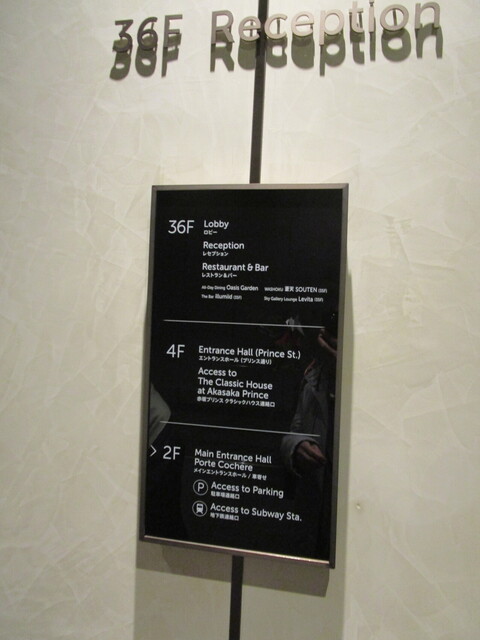 36F Reception
36F Lobby
ロビー
Reception
レセプション
Restaurant & Bar
レストラン&バー
All-Day Dining Oasis Garden WASHOKU 蒼天 SOUTEN (35F)
The Bar illumiid (35F) Sky Gallery Lounge Levita (35F)
4F Entrance Hall (Prince St.)
エントランスホール (プリンス通り)
Access to
The Classic House
at Akasaka Prince
赤坂プリンス クラシックハウス連絡口
2F Main Entrance Hall
Porte Cochère
メインエントランスホール / 車寄せ
P Access to Parking
駐車場連絡口
Access to Subway Sta.
地下鉄連絡口